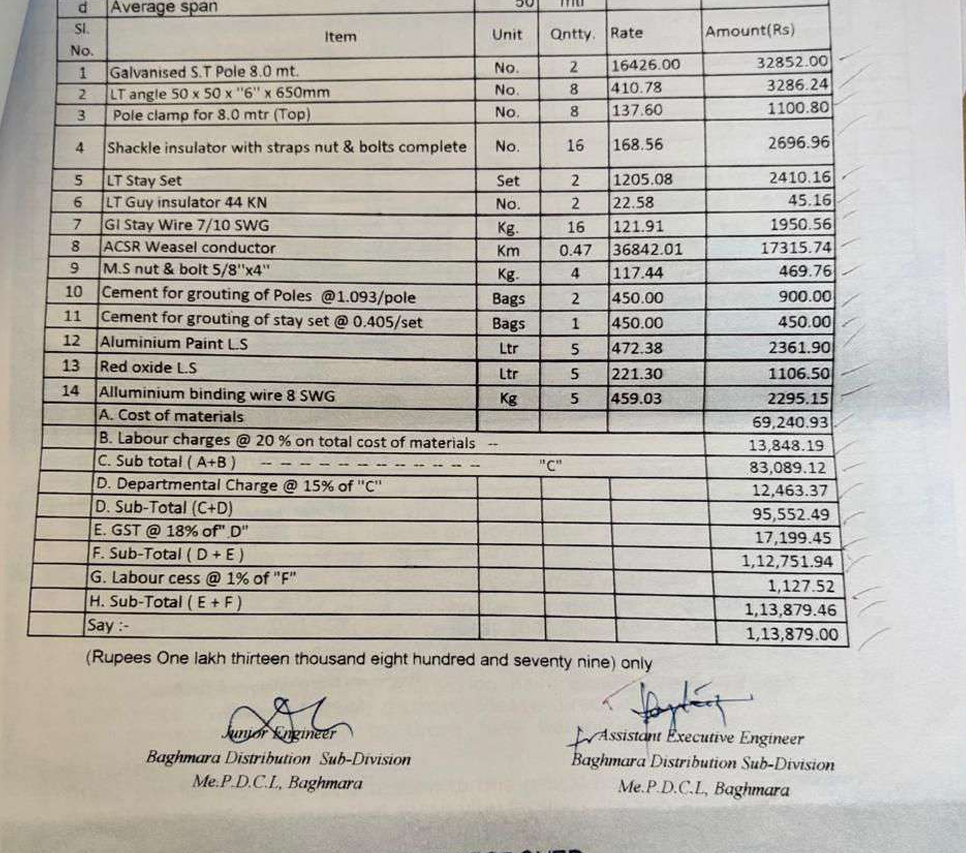 d Average span 50 mtr
Sl. No. Item Unit Qntty. Rate Amount(Rs)
1 Galvanised S.T Pole 8.0 mt. No. 2 16426.00 32852.00
2 LT angle 50 x 50 x "6" x 650mm No. 8 410.78 3286.24
3 Pole clamp for 8.0 mtr (Top) No. 8 137.60 1100.80
4 Shackle insulator with straps nut & bolts complete No. 16 168.56 2696.96
5 LT Stay Set Set 2 1205.08 2410.16
6 LT Guy insulator 44 KN No. 2 22.58 45.16
7 GI Stay Wire 7/10 SWG Kg. 16 121.91 1950.56
8 ACSR Weasel conductor Km 0.47 36842.01 17315.74
9 M.S nut & bolt 5/8"x4" Kg. 4 117.44 469.76
10 Cement for grouting of Poles @1.093/pole Bags 2 450.00 900.00
11 Cement for grouting of stay set @ 0.405/set Bags 1 450.00 450.00
12 Aluminium Paint L.S Ltr 5 472.38 2361.90
13 Red oxide L.S Ltr 5 221.30 1106.50
14 Alluminium binding wire 8 SWG Kg 5 459.03 2295.15
A. Cost of materials 69,240.93
B. Labour charges @ 20 % on total cost of materials -- 13,848.19
C. Sub total ( A+B ) -- -- -- -- -- -- -- -- -- -- -- -- "C" 83,089.12
D. Departmental Charge @ 15% of "C" 12,463.37
D. Sub-Total (C+D) 95,552.49
E. GST @ 18% of" D" 17,199.45
F. Sub-Total ( D + E ) 1,12,751.94
G. Labour cess @ 1% of "F" 1,127.52
H. Sub-Total ( E + F ) 1,13,879.46
Say :- 1,13,879.00
(Rupees One lakh thirteen thousand eight hundred and seventy nine) only
Junior Engineer
Baghmara Distribution Sub-Division
Me.P.D.C.L, Baghmara
Assistant Executive Engineer
Baghmara Distribution Sub-Division
Me.P.D.C.L, Baghmara